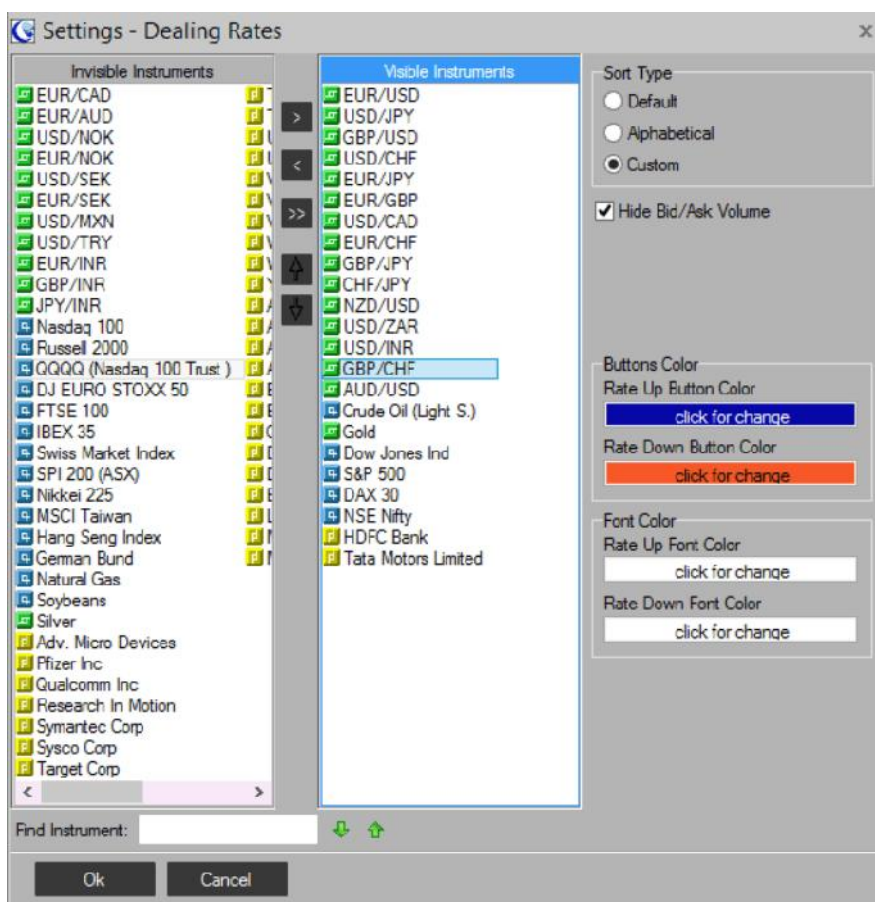 Settings - Dealing Rates
x
Invisible Instruments
EUR/CAD
EUR/AUD
USD/NOK
EUR/NOK
USD/SEK
EUR/SEK
USD/MXN
USD/TRY
EUR/INR
GBP/INR
JPY/INR
Nasdaq 100
Russell 2000
QQQQ (Nasdaq 100 Trust )
DJ EURO STOXX 50
FTSE 100
IBEX 35
Swiss Market Index
SPI 200 (ASX)
Nikkei 225
MSCI Taiwan
Hang Seng Index
German Bund
Natural Gas
Soybeans
Silver
Adv. Micro Devices
Pfizer Inc
Qualcomm Inc
Research In Motion
Symantec Corp
Sysco Corp
Target Corp
>
<
>>
Visible Instruments
EUR/USD
USD/JPY
GBP/USD
USD/CHF
EUR/JPY
EUR/GBP
USD/CAD
EUR/CHF
GBP/JPY
CHF/JPY
NZD/USD
USD/ZAR
USD/INR
GBP/CHF
AUD/USD
Crude Oil (Light S.)
Gold
Dow Jones Ind
S&P 500
DAX 30
NSE Nifty
HDFC Bank
Tata Motors Limited
Sort Type
Default
Alphabetical
Custom
Hide Bid/Ask Volume
Buttons Color
Rate Up Button Color
click for change
Rate Down Button Color
click for change
Font Color
Rate Up Font Color
click for change
Rate Down Font Color
click for change
Find Instrument:
Ok
Cancel